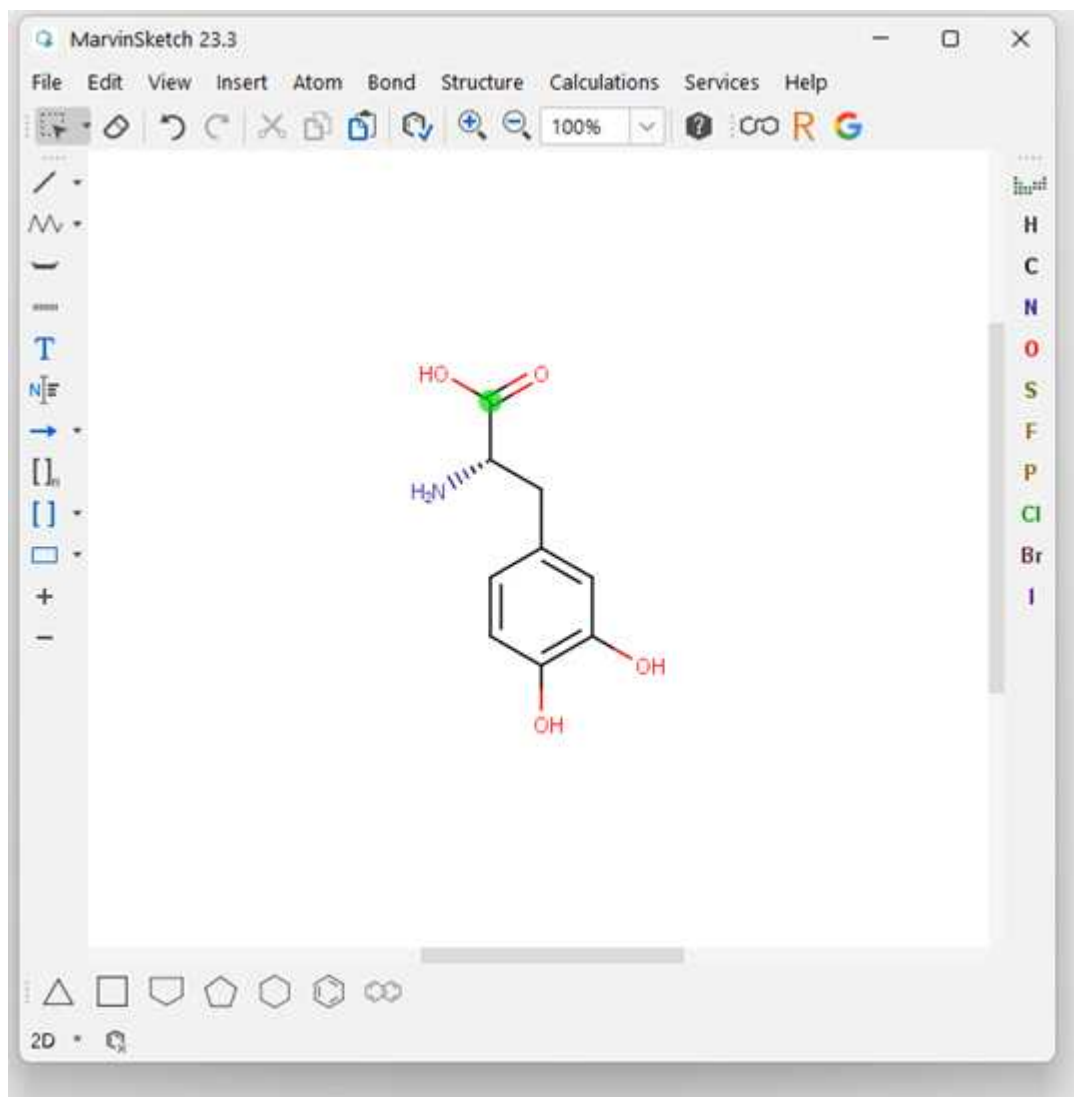 MarvinSketch 23.3
File Edit View Insert Atom Bond Structure Calculations Services Help
100% ? R G
H
C
T
N
O
N
S
F
[ ]n
P
[ ]
Cl
Br
I
HO O
H₂N
OH
OH
2D